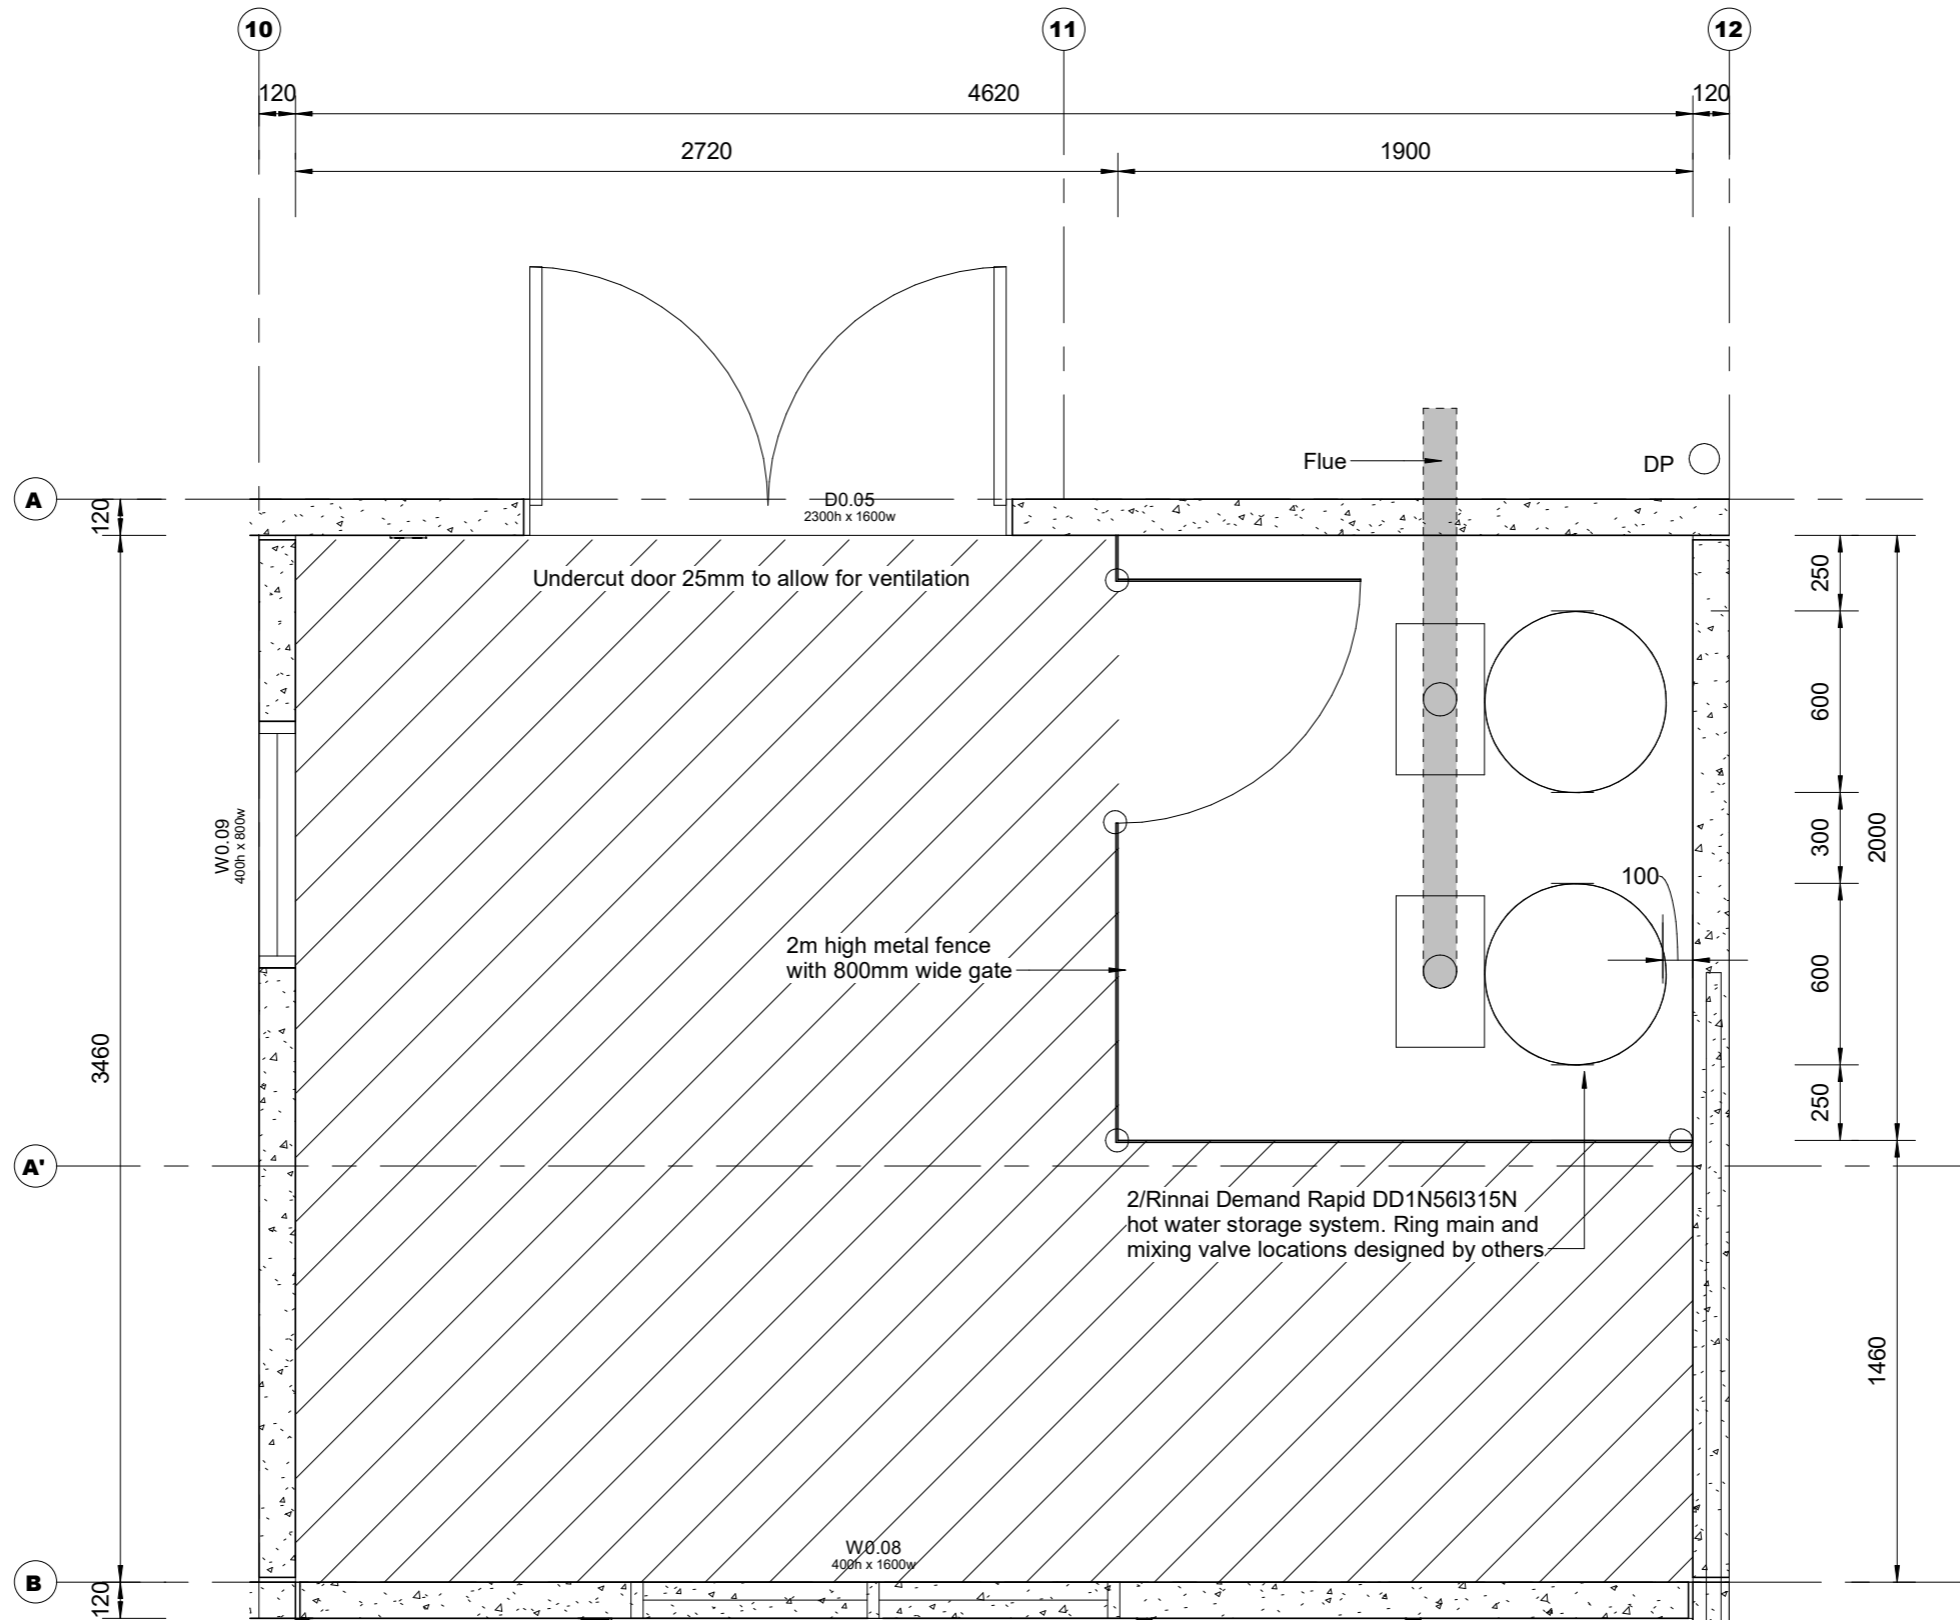 10
11
12
120
4620
120
2720
1900
Flue
DP
A
120
D0.05
2300h x 1600w
Undercut door 25mm to allow for ventilation
250
600
W0.09
400h x 800w
300
2000
100
2m high metal fence
with 800mm wide gate
600
3460
250
A'
2/Rinnai Demand Rapid DD1N56I315N
hot water storage system. Ring main and
mixing valve locations designed by others
1460
W0.08
400h x 1600w
B
120